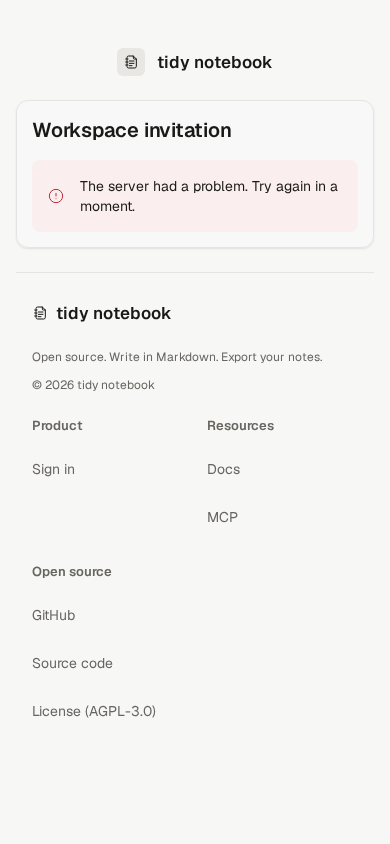 tidy notebook
Workspace invitation
The server had a problem. Try again in a
moment.
tidy notebook
Open source. Write in Markdown. Export your notes.
© 2026 tidy notebook
Product
Sign in
Resources
Docs
MCP
Open source
GitHub
Source code
License (AGPL-3.0)